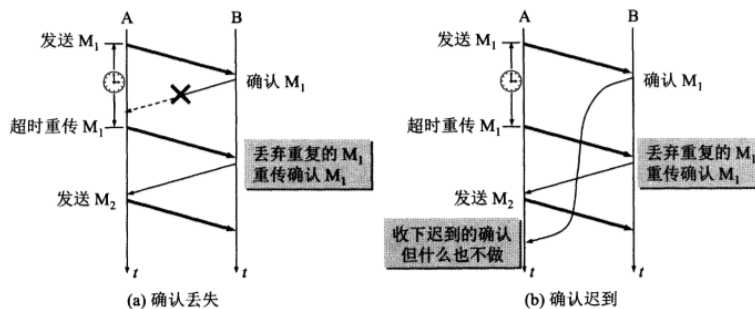 A
B
发送 M1
确认 M1
超时重传 M1
丢弃重复的 M1
重传确认 M1
发送 M2
t
t
(a) 确认丢失
A
B
发送 M1
确认 M1
超时重传 M1
丢弃重复的 M1
重传确认 M1
发送 M2
收下迟到的确认
但什么也不做
t
t
(b) 确认迟到